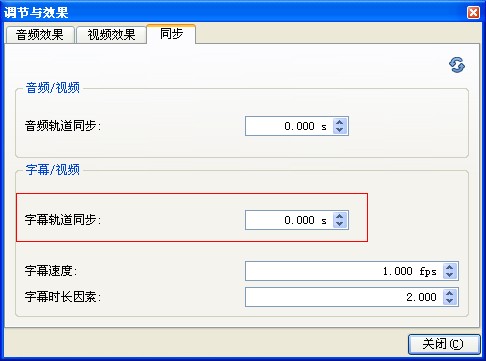 调节与效果
音频效果 视频效果 同步
音频/视频
音频轨道同步: 0.000 s
字幕/视频
字幕轨道同步: 0.000 s
字幕速度: 1.000 fps
字幕时长因素: 2.000
关闭(C)